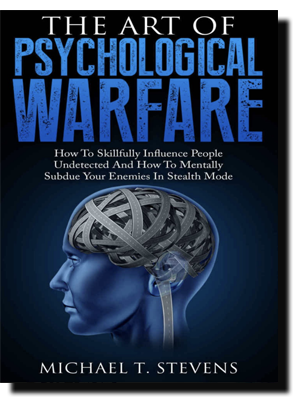 THE ART OF
PSYCHOLOGICAL
WARFARE
How To Skillfully Influence People
Undetected And How To Mentally
Subdue Your Enemies In Stealth Mode
MICHAEL T. STEVENS